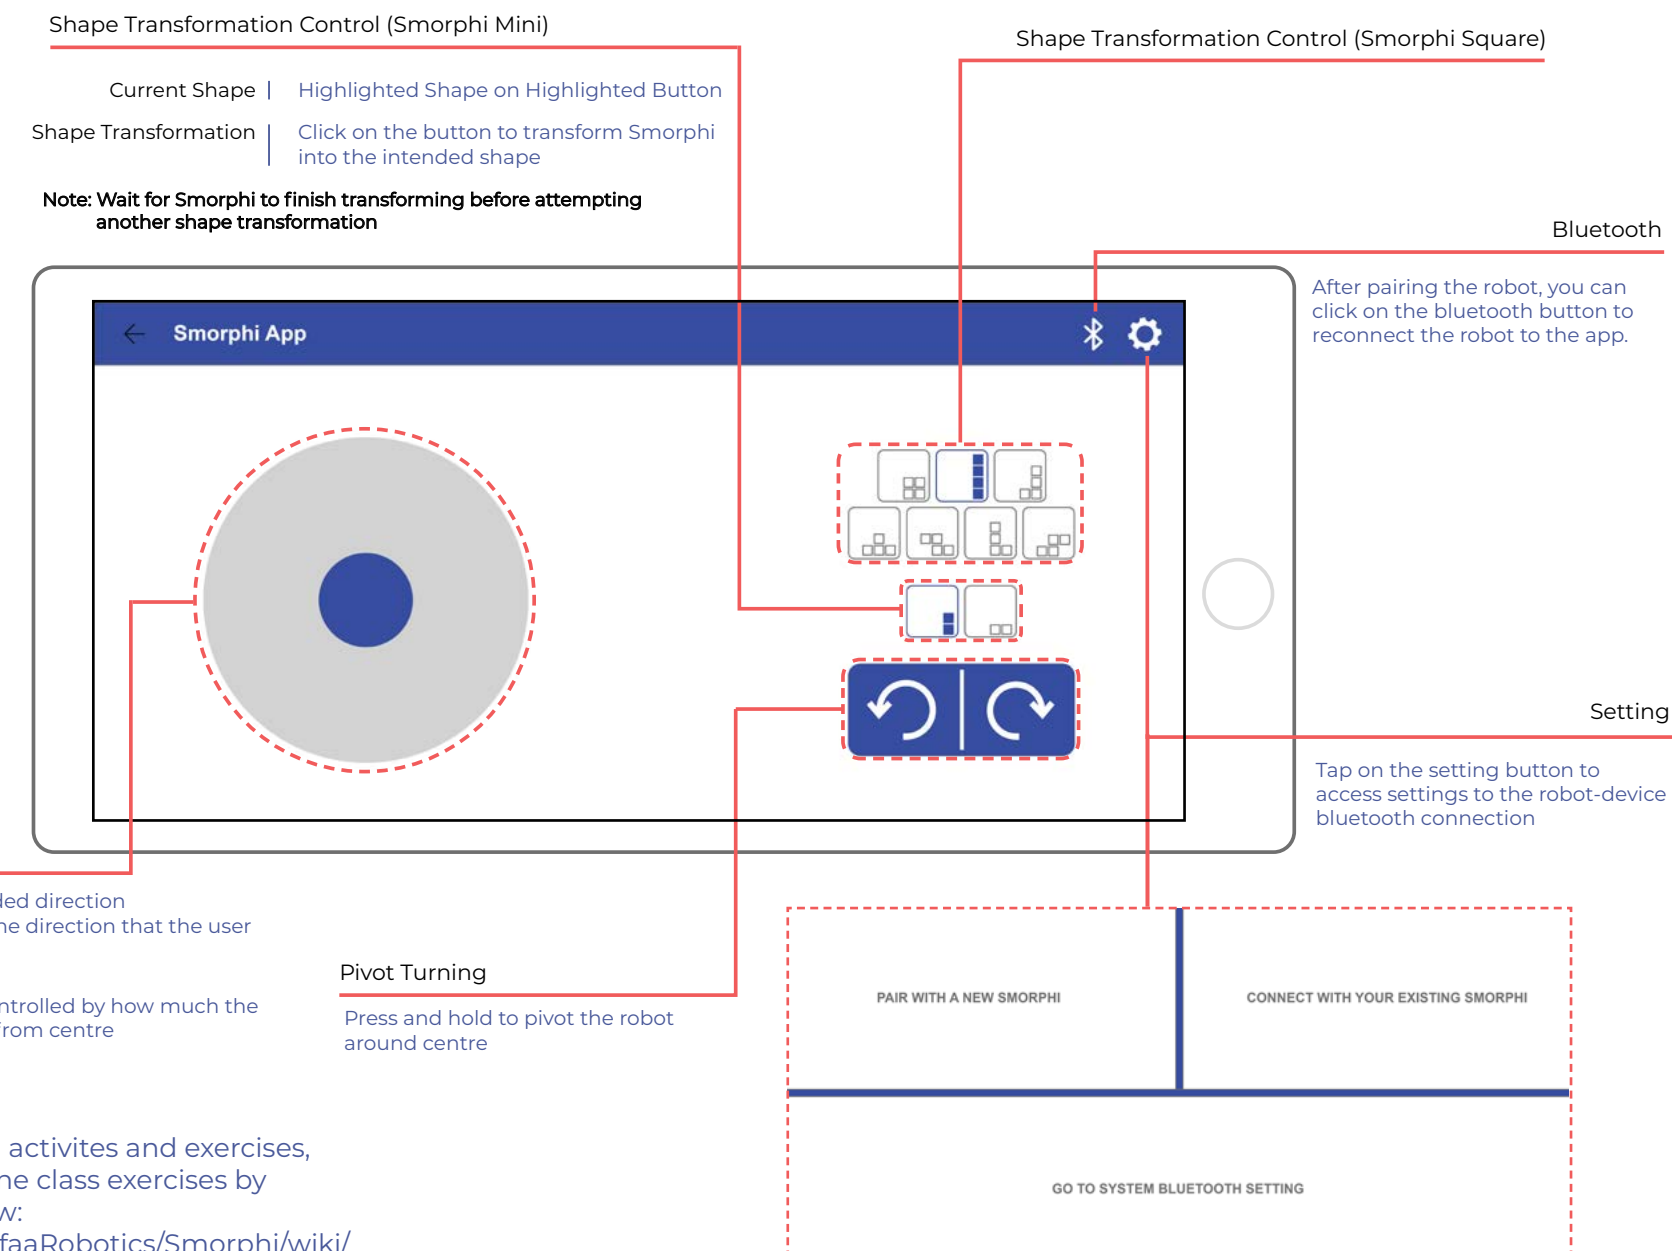 Shape Transformation Control (Smorphi Mini)
Current Shape | Highlighted Shape on Highlighted Button
Shape Transformation | Click on the button to transform Smorphi
into the intended shape
Note: Wait for Smorphi to finish transforming before attempting
another shape transformation
Shape Transformation Control (Smorphi Square)
Bluetooth
After pairing the robot, you can
click on the bluetooth button to
reconnect the robot to the app.
Smorphi App
Setting
Tap on the setting button to
access settings to the robot-device
bluetooth connection
direction
direction that the user
controlled by how much the
from centre
Pivot Turning
Press and hold to pivot the robot
around centre
PAIR WITH A NEW SMORPHI
CONNECT WITH YOUR EXISTING SMORPHI
GO TO SYSTEM BLUETOOTH SETTING
activites and exercises,
class exercises by
faaRobotics/Smorphi/wiki/